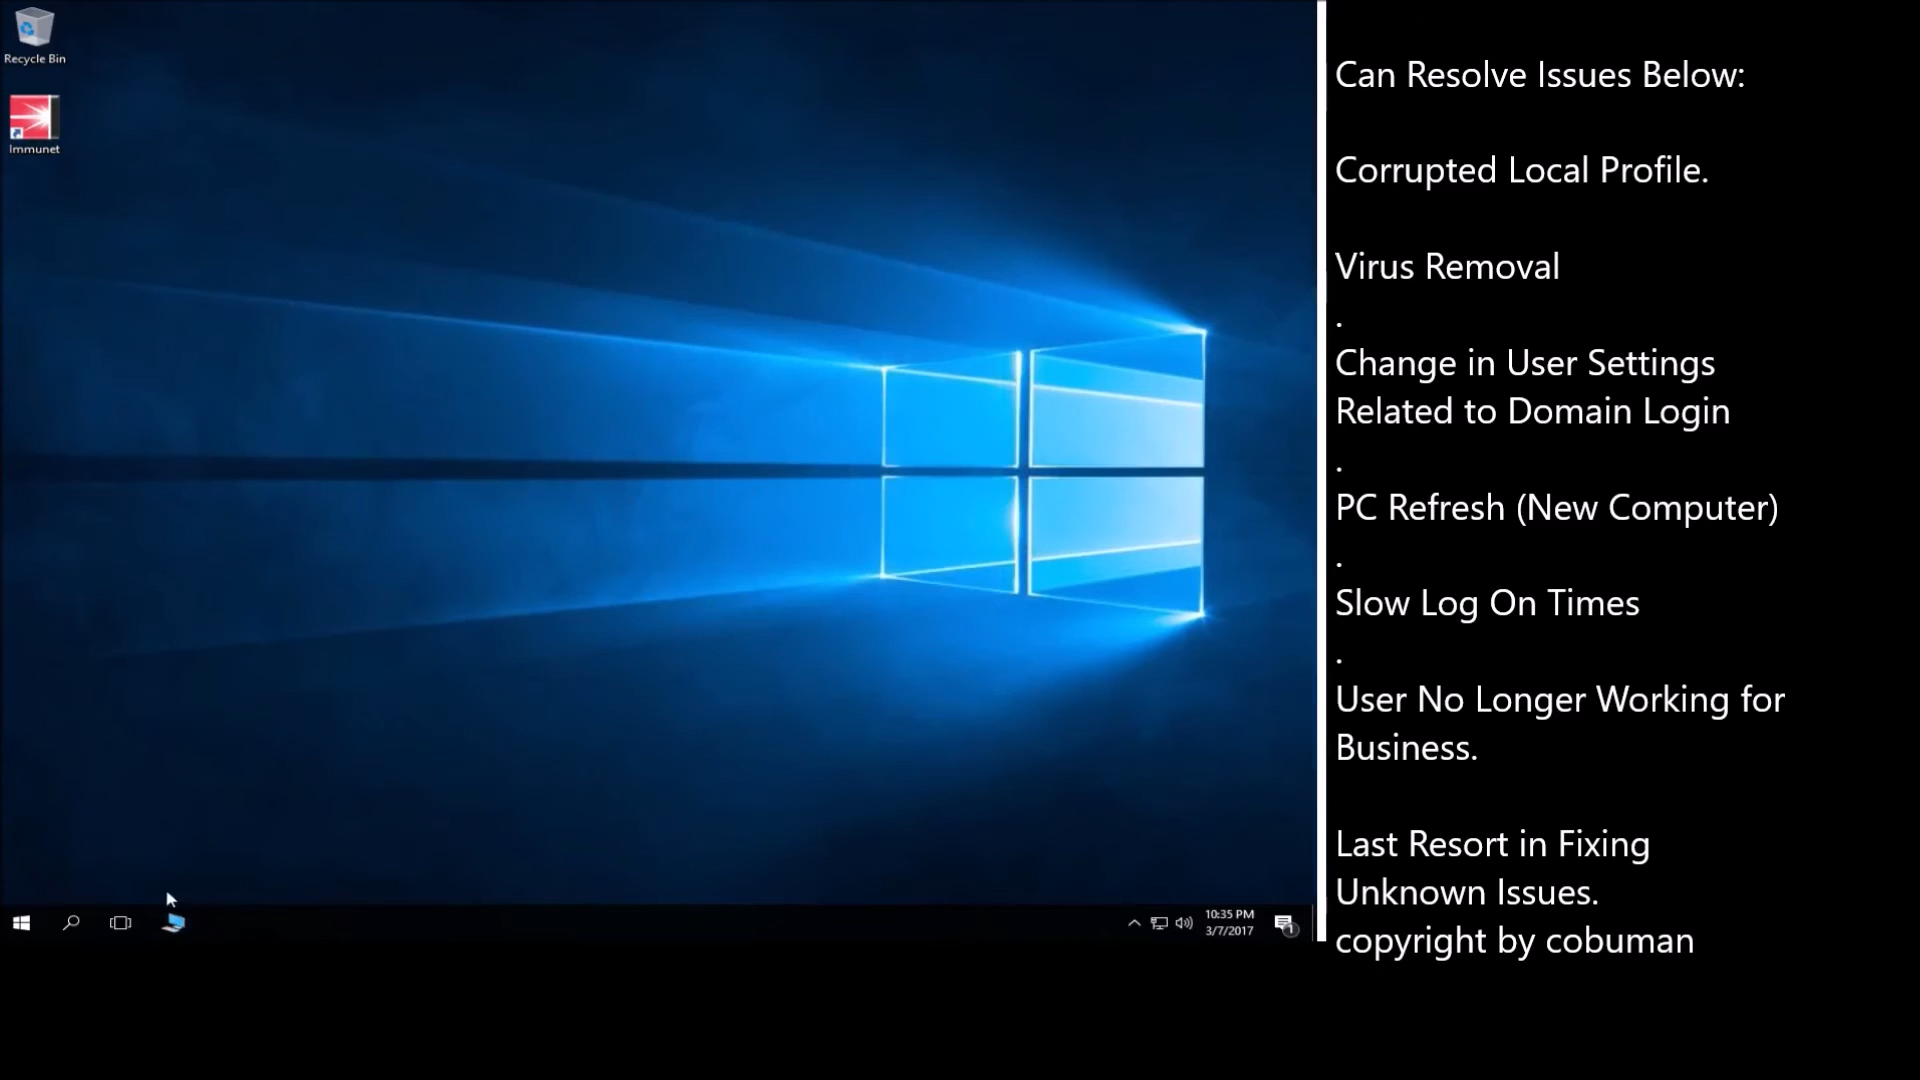 Recycle Bin
Immunet
10:35 PM
3/7/2017
1
Can Resolve Issues Below:
Corrupted Local Profile.
Virus Removal
.
Change in User Settings
Related to Domain Login
.
PC Refresh (New Computer)
.
Slow Log On Times
.
User No Longer Working for
Business.
Last Resort in Fixing
Unknown Issues.
copyright by cobuman